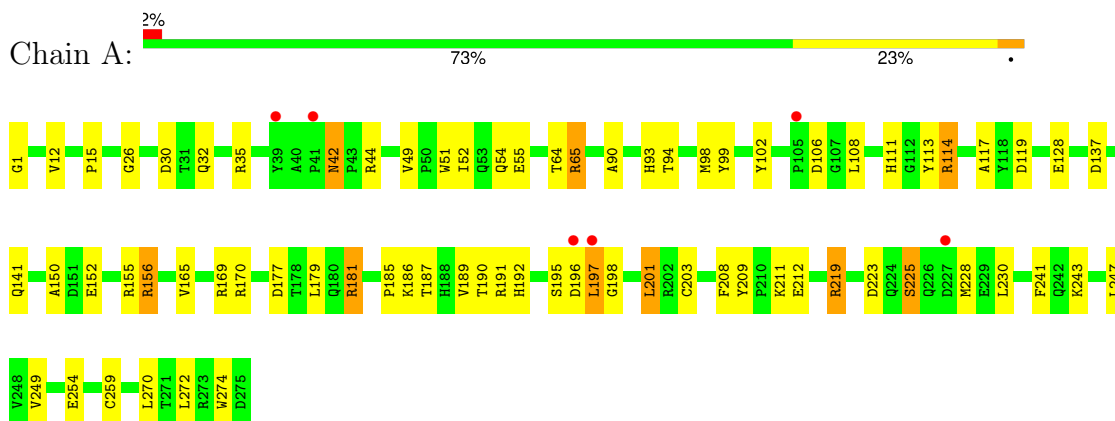 2%
Chain A:
73% 23% •
G1 V12 P15 G26 D30 T31 Q32 R35 Y39 A40 P41 N42 P43 R44 V49 P50 W51 I52 Q53 Q54 E55 T64 R65 A90 H93 T94 M98 Y99 Y102 P105 D106 G107 L108 H111 G112 Y113 R114 A117 Y118 D119 E128 D137
Q141 A150 D151 E152 R155 R156 V165 R169 R170 D177 T178 L179 Q180 R181 P185 K186 T187 H188 V189 T190 R191 H192 S195 D196 L197 G198 L201 R202 C203 F208 Y209 P210 K211 E212 R219 D223 Q224 S225 Q226 D227 M228 E229 L230 F241 Q242 K243 L247
V248 V249 E254 C259 L270 T271 L272 R273 W274 D275